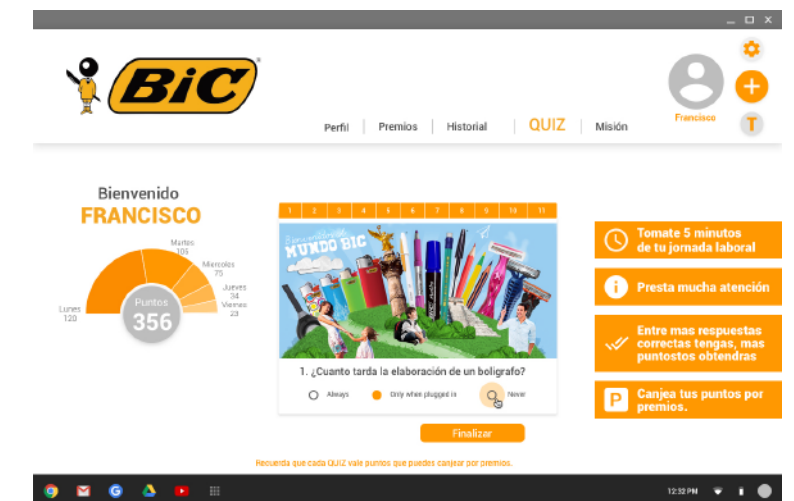 BiC
Perfil
Premios
Historial
QUIZ
Misión
Francisco
T
Bienvenido
FRANCISCO
Martes
105
Miercoles
75
Jueves
34
Viernes
23
Lunes
120
Puntos
356
1 2 3 4 5 6 7 8 9 10 11
MUNDO BIC
1. ¿Cuanto tarda la elaboración de un boligrafo?
Always
Only when plugged in
Never
Finalizar
Recuerda que cada QUIZ vale puntos que puedes canjear por premios.
Tomate 5 minutos
de tu jornada laboral
Presta mucha atención
Entre mas respuestas
correctas tengas, mas
puntostos obtendras
P
Canjea tus puntos por
premios.
12:32 PM